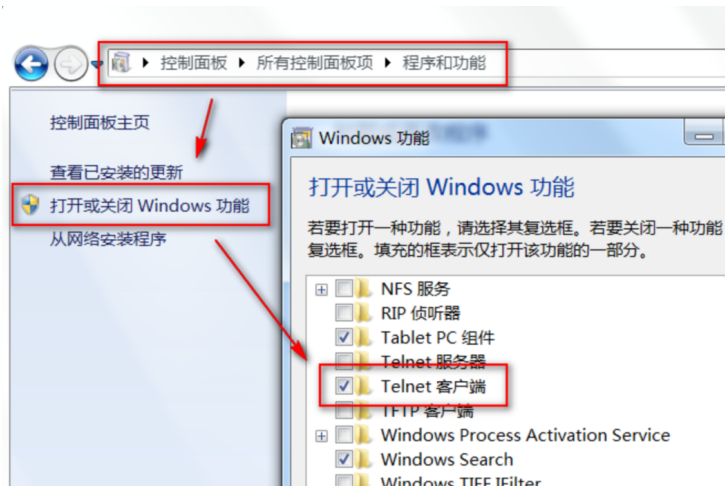 控制面板 ▶ 所有控制面板项 ▶ 程序和功能
控制面板主页
查看已安装的更新
打开或关闭 Windows 功能
从网络安装程序
Windows 功能
打开或关闭 Windows 功能
若要打开一种功能，请选择其复选框。若要关闭一种功能
复选框。填充的框表示仅打开该功能的一部分。
NFS 服务
RIP 侦听器
Tablet PC 组件
Telnet 服务器
Telnet 客户端
TFTP 客户端
Windows Process Activation Service
Windows Search
Windows TIFF IFilter